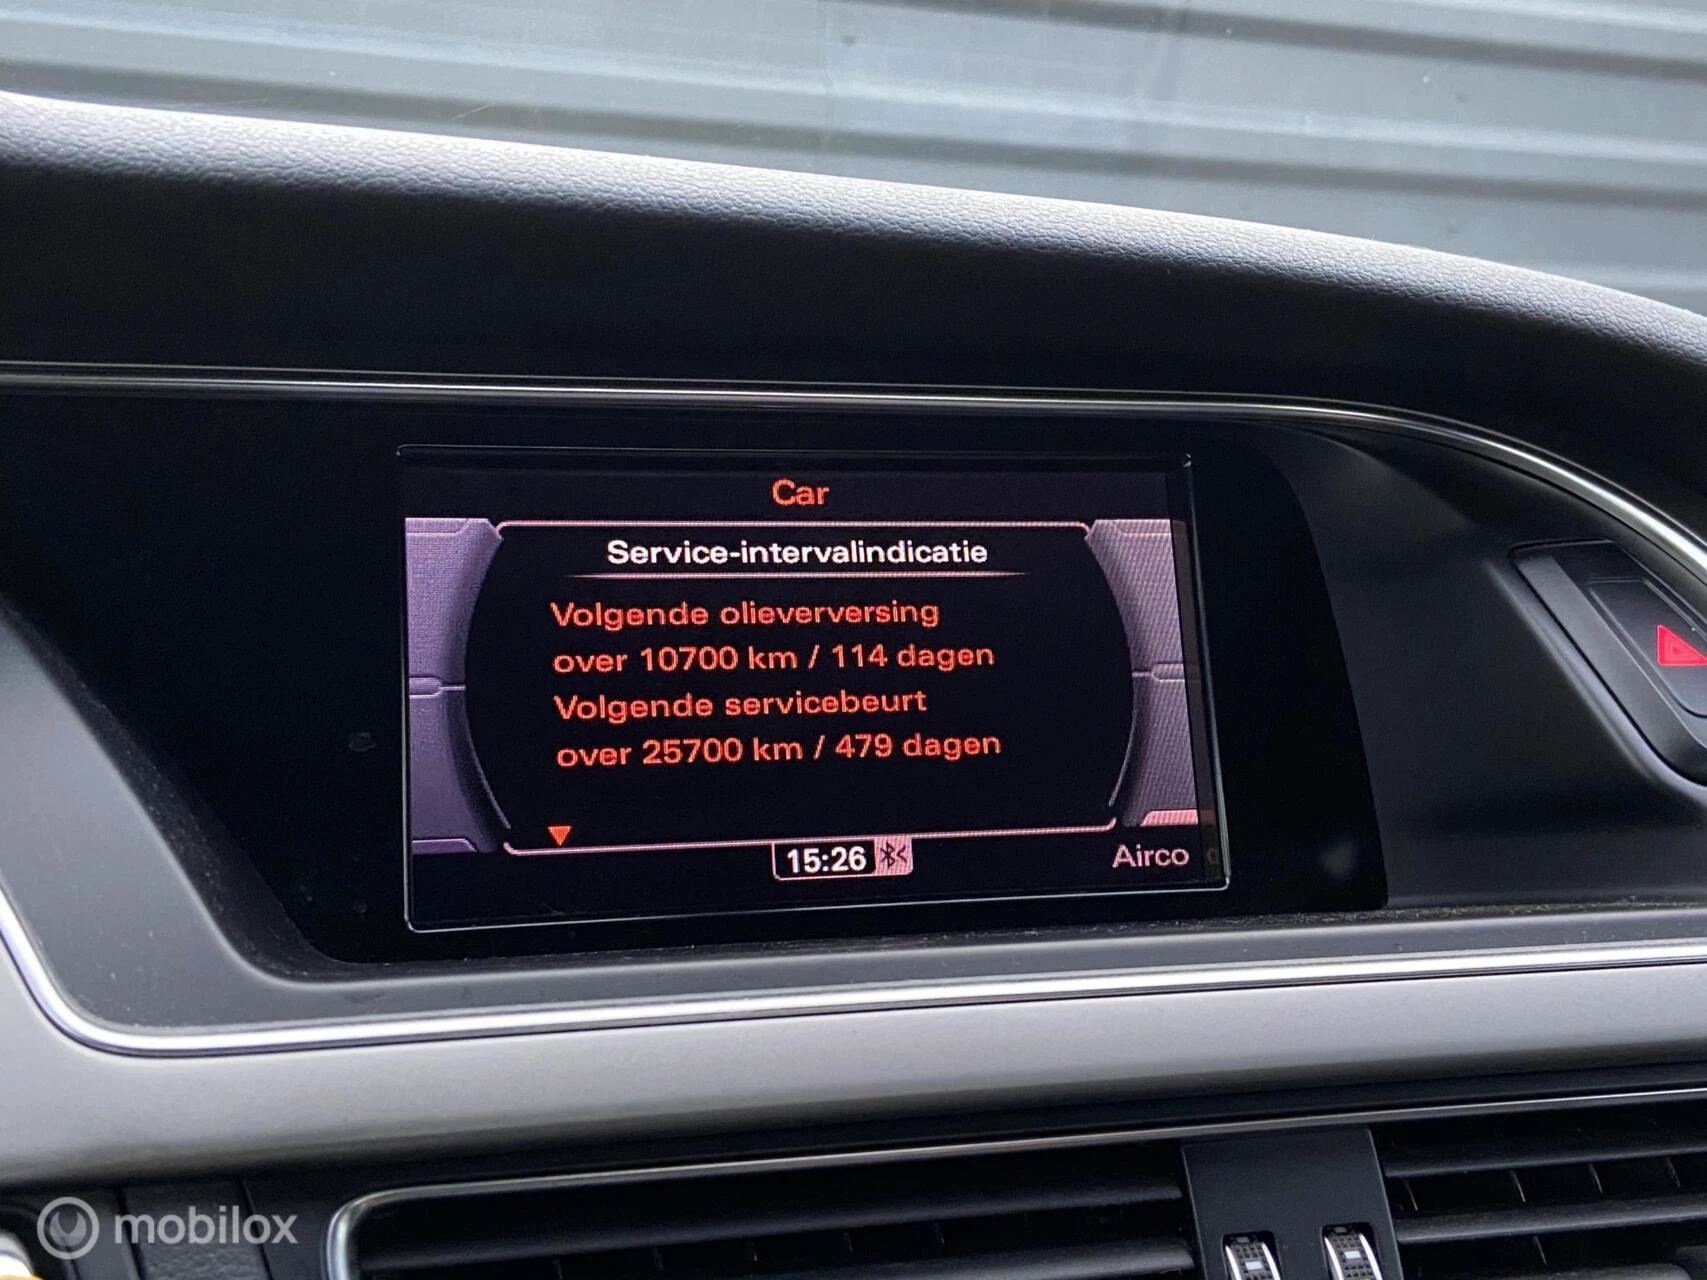 Car
Service-intervalindicatie
Volgende olieverversing
over 10700 km / 114 dagen
Volgende servicebeurt
over 25700 km / 479 dagen
15:26
Airco
mobilox